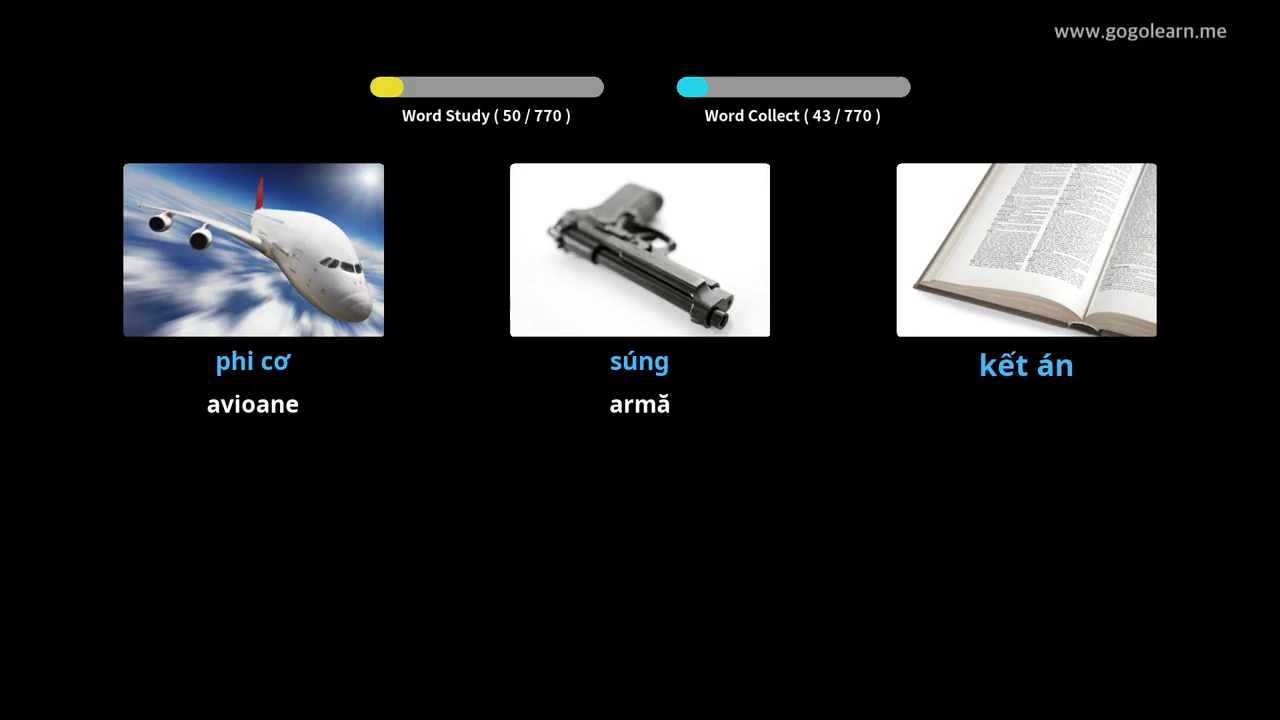 www.gogolearn.me
Word Study ( 50 / 770 )
Word Collect ( 43 / 770 )
phi cơ
súng
kết án
avioane
armă